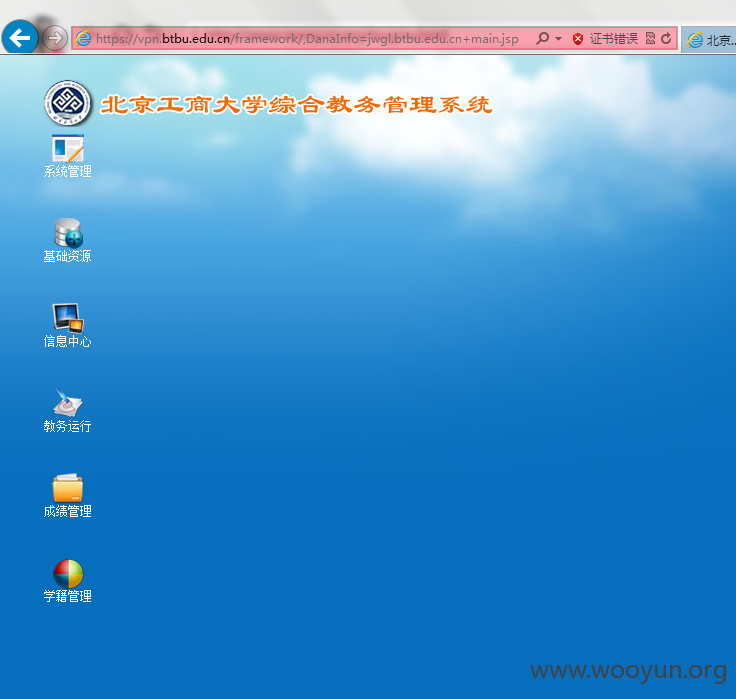 https://vpn.btbu.edu.cn/framework/,DanaInfo=jwgl.btbu.edu.cn+main.jsp
证书错误
北京...
北京工商大学综合教务管理系统
系统管理
基础资源
信息中心
教务运行
成绩管理
学籍管理
www.wooyun.org